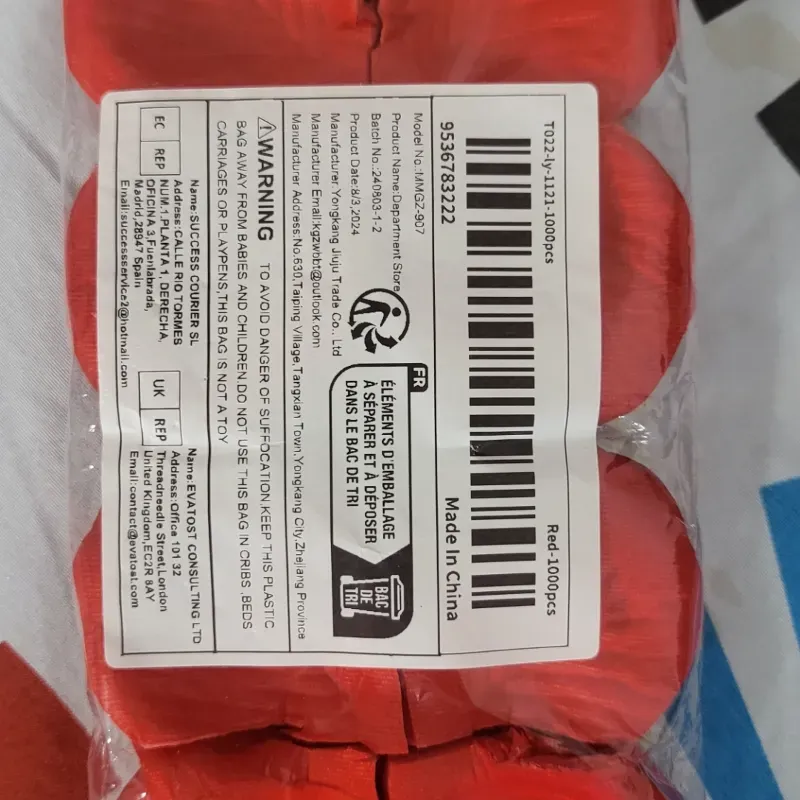 T022-ly-1121-1000pcs
Red-1000pcs
9536783222
Made In China
Model No.:MMGZ-907
Product Name:Department Store
Batch No.:240803-1-2
Product Date:8/3,2024
Manufacturer:Yongkang Jiuju Trade Co., Ltd
Manufacturer Email:kgzwbbt@outlook.com
Manufacturer Address:No.630,Taiping Village,Tangxian Town,Yongkang City,Zhejiang Province
FR
ÉLÉMENTS D'EMBALLAGE
À SÉPARER ET À DÉPOSER
DANS LE BAC DE TRI
BAC
DE
TRI
⚠WARNING TO AVOID DANGER OF SUFFOCATION,KEEP THIS PLASTIC
BAG AWAY FROM BABIES AND CHILDREN.DO NOT USE THIS BAG IN CRIBS ,BEDS
CARRIAGES OR PLAYPENS,THIS BAG IS NOT A TOY
EC REP
Name:SUCCESS COURIER SL
Address:CALLE RIO TORMES
NUM.1,PLANTA 1, DERECHA,
OFICINA 3,Fuenlabrada,
Madrid,28947 Spain
Email:successservice2@hotmail.com
UK REP
Name:EVATOST CONSULTING LTD
Address:Office 101 32
Threadneedle Street,London
United Kingdom,EC2R 8AY
Email:contact@evatost.com